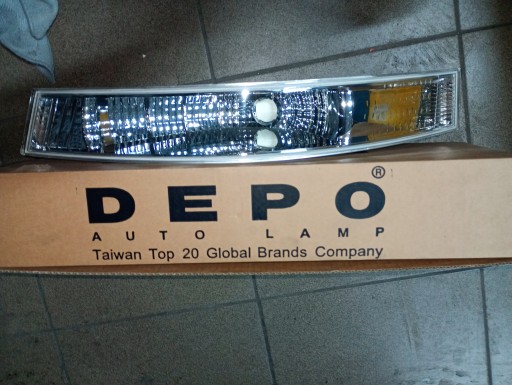 DEPO®
AUTO LAMP
Taiwan Top 20 Global Brands Company